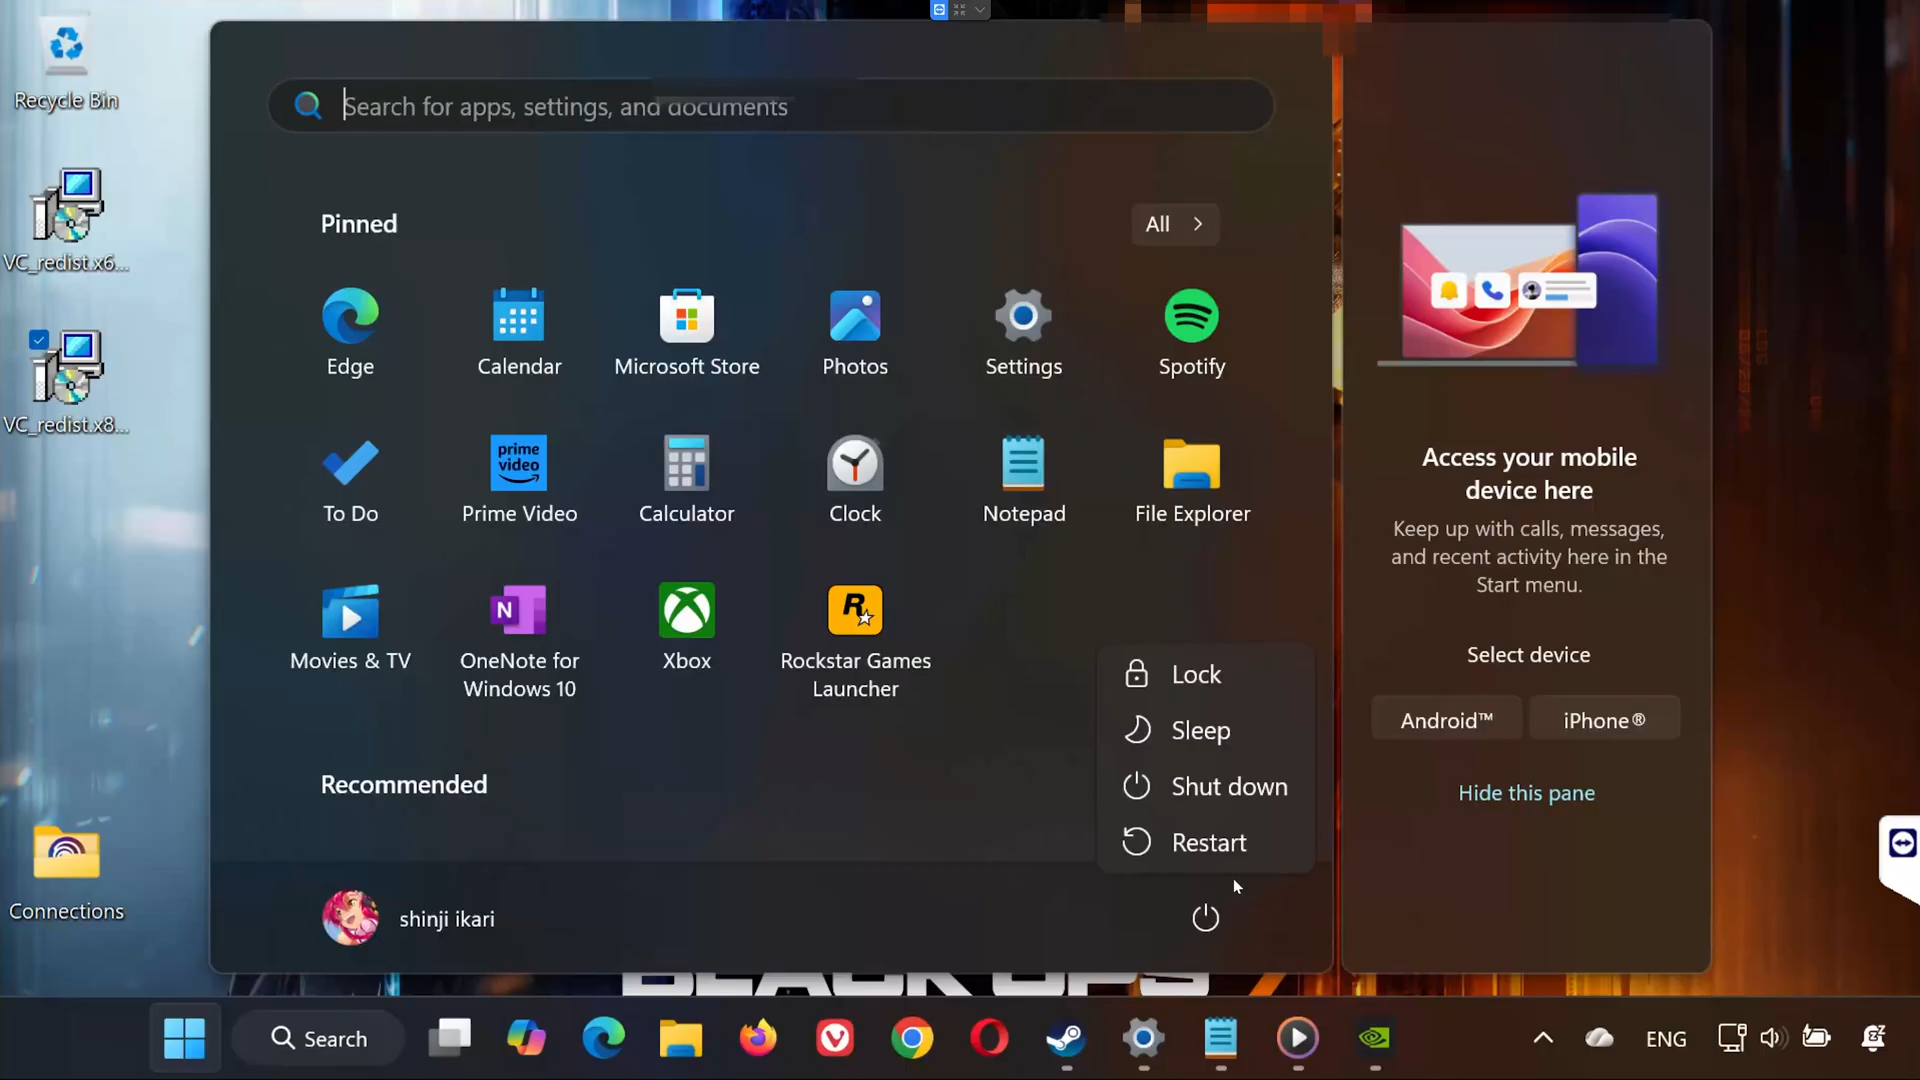 Recycle Bin
VC_redist.x6...
VC_redist.x8...
Connections
Search for apps, settings, and documents
Pinned
All
Edge
Calendar
Microsoft Store
Photos
Settings
Spotify
To Do
prime
video
Prime Video
Calculator
Clock
Notepad
File Explorer
Movies & TV
N
OneNote for
Windows 10
Xbox
R
Rockstar Games
Launcher
Lock
Sleep
Shut down
Restart
Recommended
shinji ikari
Access your mobile
device here
Keep up with calls, messages,
and recent activity here in the
Start menu.
Select device
Android™
iPhone®
Hide this pane
BLACK OPS 7
Search
ENG